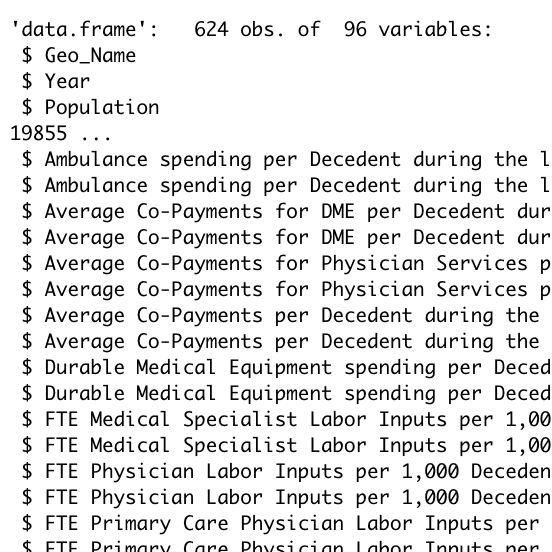 'data.frame':   624 obs. of  96 variables:
 $ Geo_Name
 $ Year
 $ Population
19855 ...
 $ Ambulance spending per Decedent during the l
 $ Ambulance spending per Decedent during the l
 $ Average Co-Payments for DME per Decedent dur
 $ Average Co-Payments for DME per Decedent dur
 $ Average Co-Payments for Physician Services p
 $ Average Co-Payments for Physician Services p
 $ Average Co-Payments per Decedent during the
 $ Average Co-Payments per Decedent during the
 $ Durable Medical Equipment spending per Deced
 $ Durable Medical Equipment spending per Deced
 $ FTE Medical Specialist Labor Inputs per 1,00
 $ FTE Medical Specialist Labor Inputs per 1,00
 $ FTE Physician Labor Inputs per 1,000 Deceden
 $ FTE Physician Labor Inputs per 1,000 Deceden
 $ FTE Primary Care Physician Labor Inputs per
 $ FTE Primary Care Physician Labor Inputs per